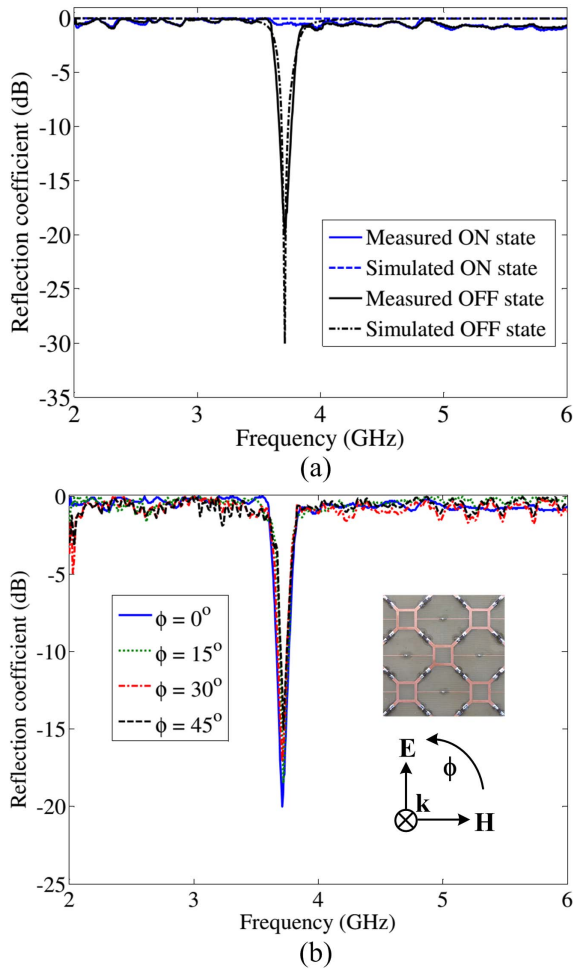 0
-5
-10
-15
-20
-25
-30
-35
2
3
4
5
6
Reflection coefficient (dB)
Frequency (GHz)
Measured ON state
Simulated ON state
Measured OFF state
Simulated OFF state
(a)
0
-5
-10
-15
-20
-25
2
3
4
5
6
Reflection coefficient (dB)
Frequency (GHz)
ϕ = 0°
ϕ = 15°
ϕ = 30°
ϕ = 45°
E
ϕ
k
H
(b)